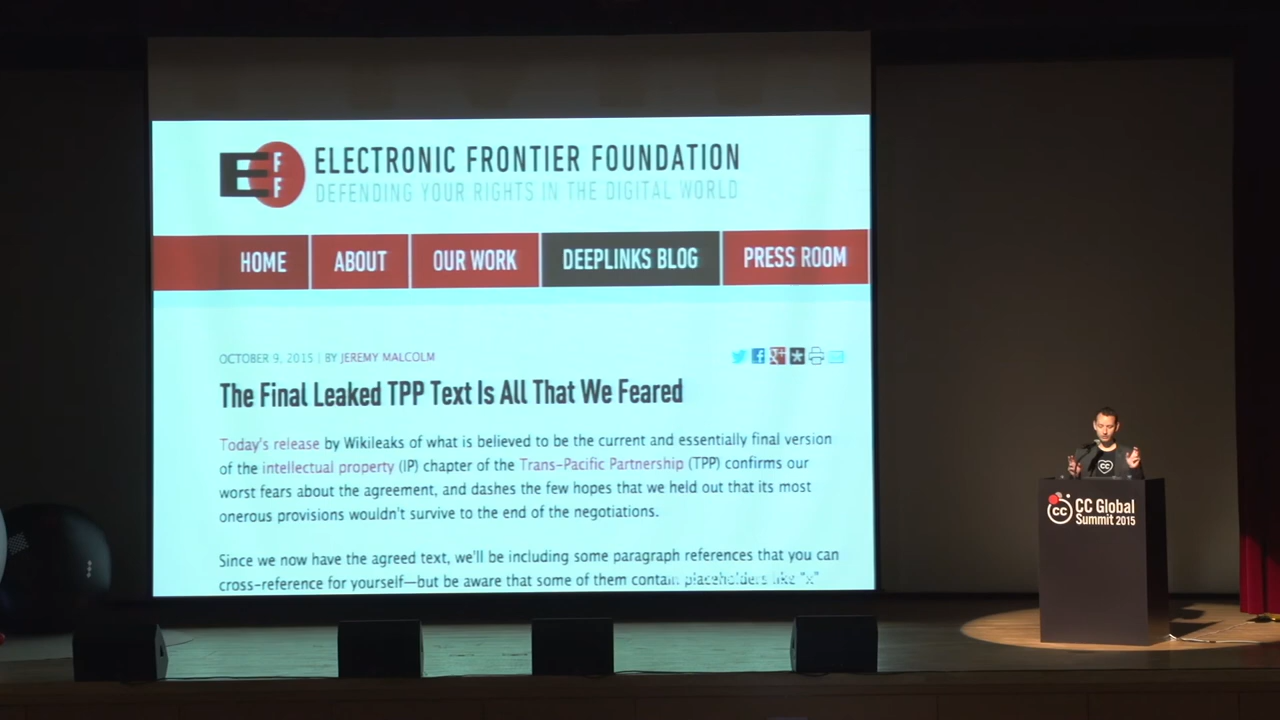 E
F
F
ELECTRONIC FRONTIER FOUNDATION
DEFENDING YOUR RIGHTS IN THE DIGITAL WORLD
HOME ABOUT OUR WORK DEEPLINKS BLOG PRESS ROOM
OCTOBER 9, 2015 | BY JEREMY MALCOLM
The Final Leaked TPP Text Is All That We Feared
Today's release by Wikileaks of what is believed to be the current and essentially final version
of the intellectual property (IP) chapter of the Trans-Pacific Partnership (TPP) confirms our
worst fears about the agreement, and dashes the few hopes that we held out that its most
onerous provisions wouldn't survive to the end of the negotiations.
Since we now have the agreed text, we'll be including some paragraph references that you can
cross-reference for yourself—but be aware that some of them contain placeholders like "x"
cc
cc
CC Global
Summit 2015